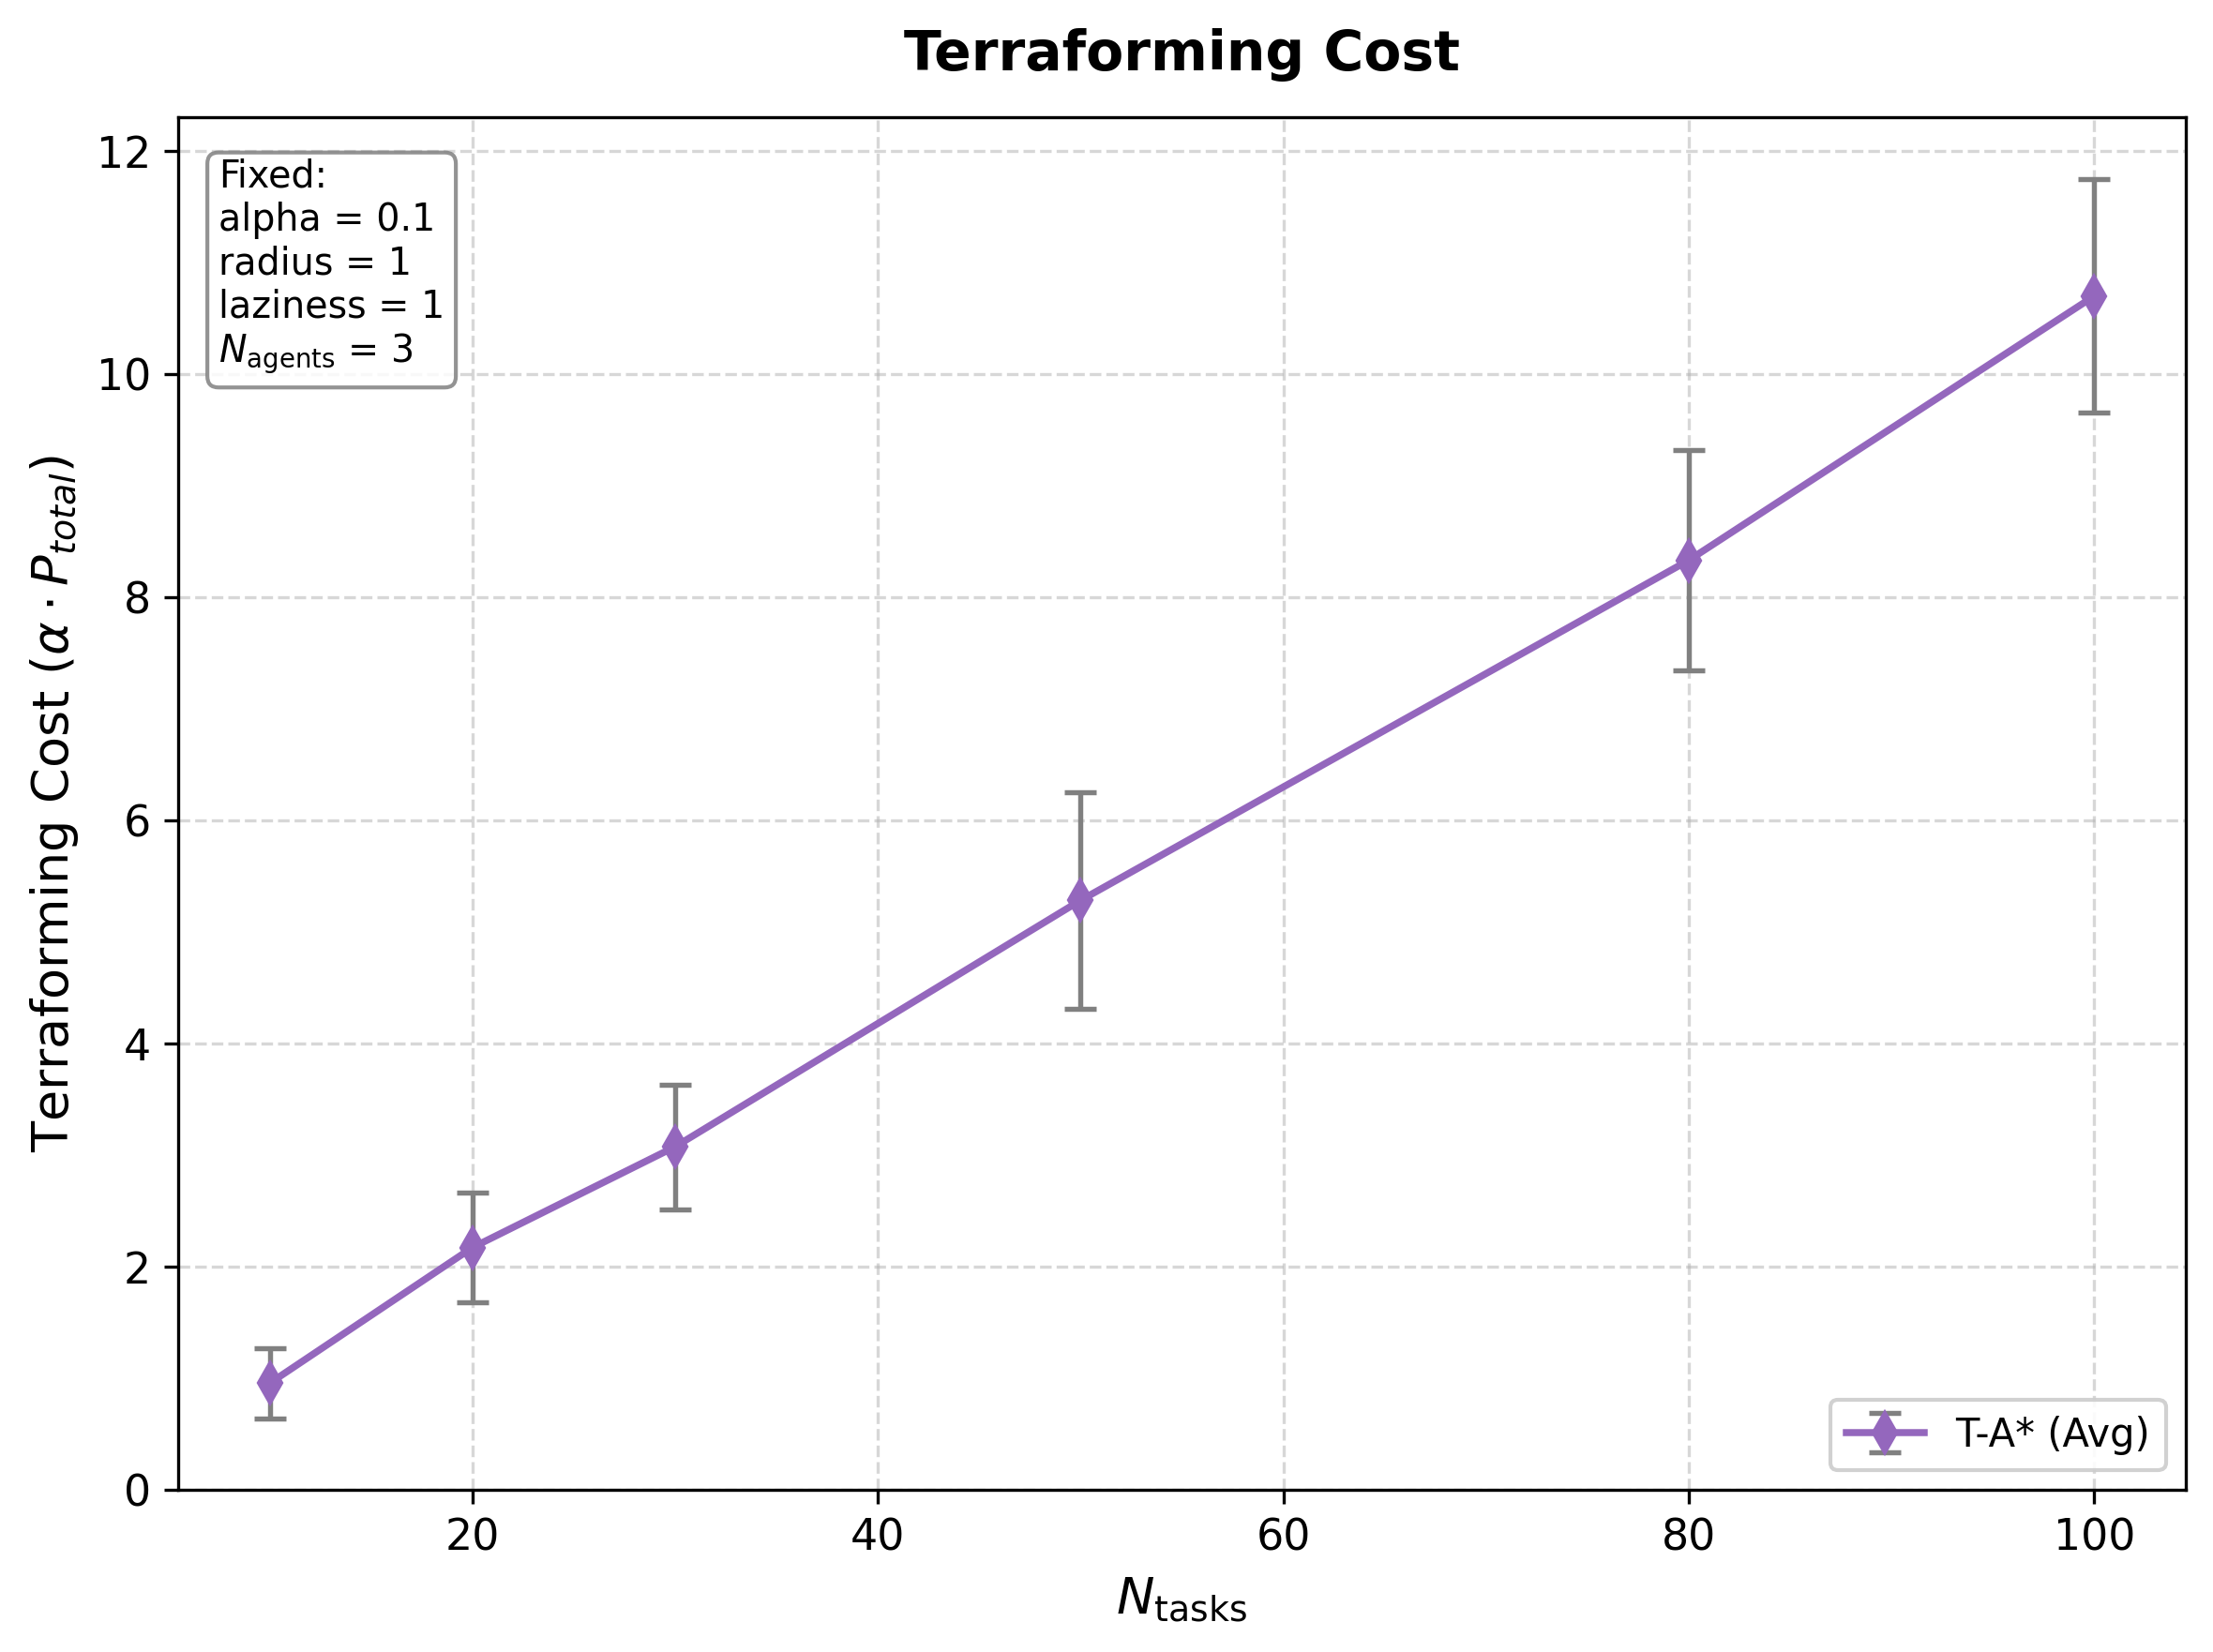 Terraforming Cost
Fixed:
alpha = 0.1
radius = 1
laziness = 1
N_agents = 3
Terraforming Cost (α · P_total)
12
10
8
6
4
2
0
20 40 60 80 100
N_tasks
T-A* (Avg)